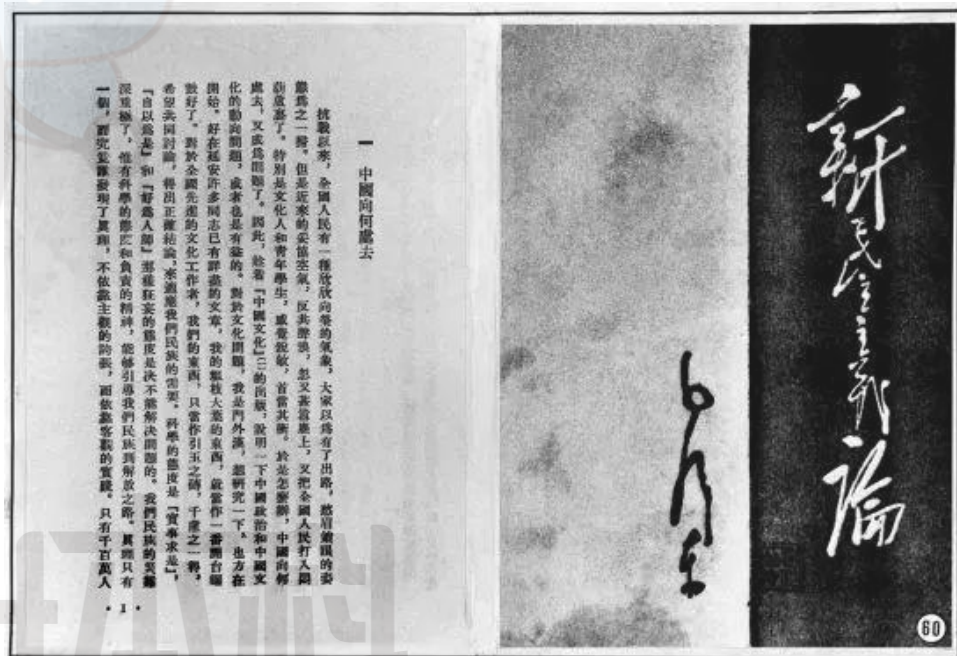 新民主主義論
毛澤東
60
一 中國向何處去
抗戰以來,全國人民有一種欣欣向榮的氣象,大家以爲有了出路,愁眉鎖眼的姿
態爲之一掃。但是近來的妥協空氣,反共聲浪,忽又甚囂塵上,又把全國人民打入悶
葫蘆裏了。特別是文化人和青年學生,感覺銳敏,首當其衝。於是怎麼辦,中國向何
處去,又成爲問題了。因此,趁着『中國文化』〔一〕的出版,說明一下中國政治和中國文
化的動向問題,或者也是有益的。對於文化問題,我是門外漢,想研究一下,也方在
開始。好在延安許多同志已有詳盡的文章,我的粗枝大葉的東西,就當作一番開台鑼
鼓好了。對於全國先進的文化工作者,我們的東西,只當作引玉之磚,千慮之一得,
希望共同討論,得出正確結論,來適應我們民族的需要。科學的態度是『實事求是』,
『自以爲是』和『好爲人師』那樣狂妄的態度是決不能解決問題的。我們民族的災難
深重極了,惟有科學的態度和負責的精神,能够引導我們民族到解放之路。眞理只有
一個,而究竟誰發現了眞理,不依靠主觀的誇張,而依靠客觀的實踐。只有千百萬人
· 1 ·